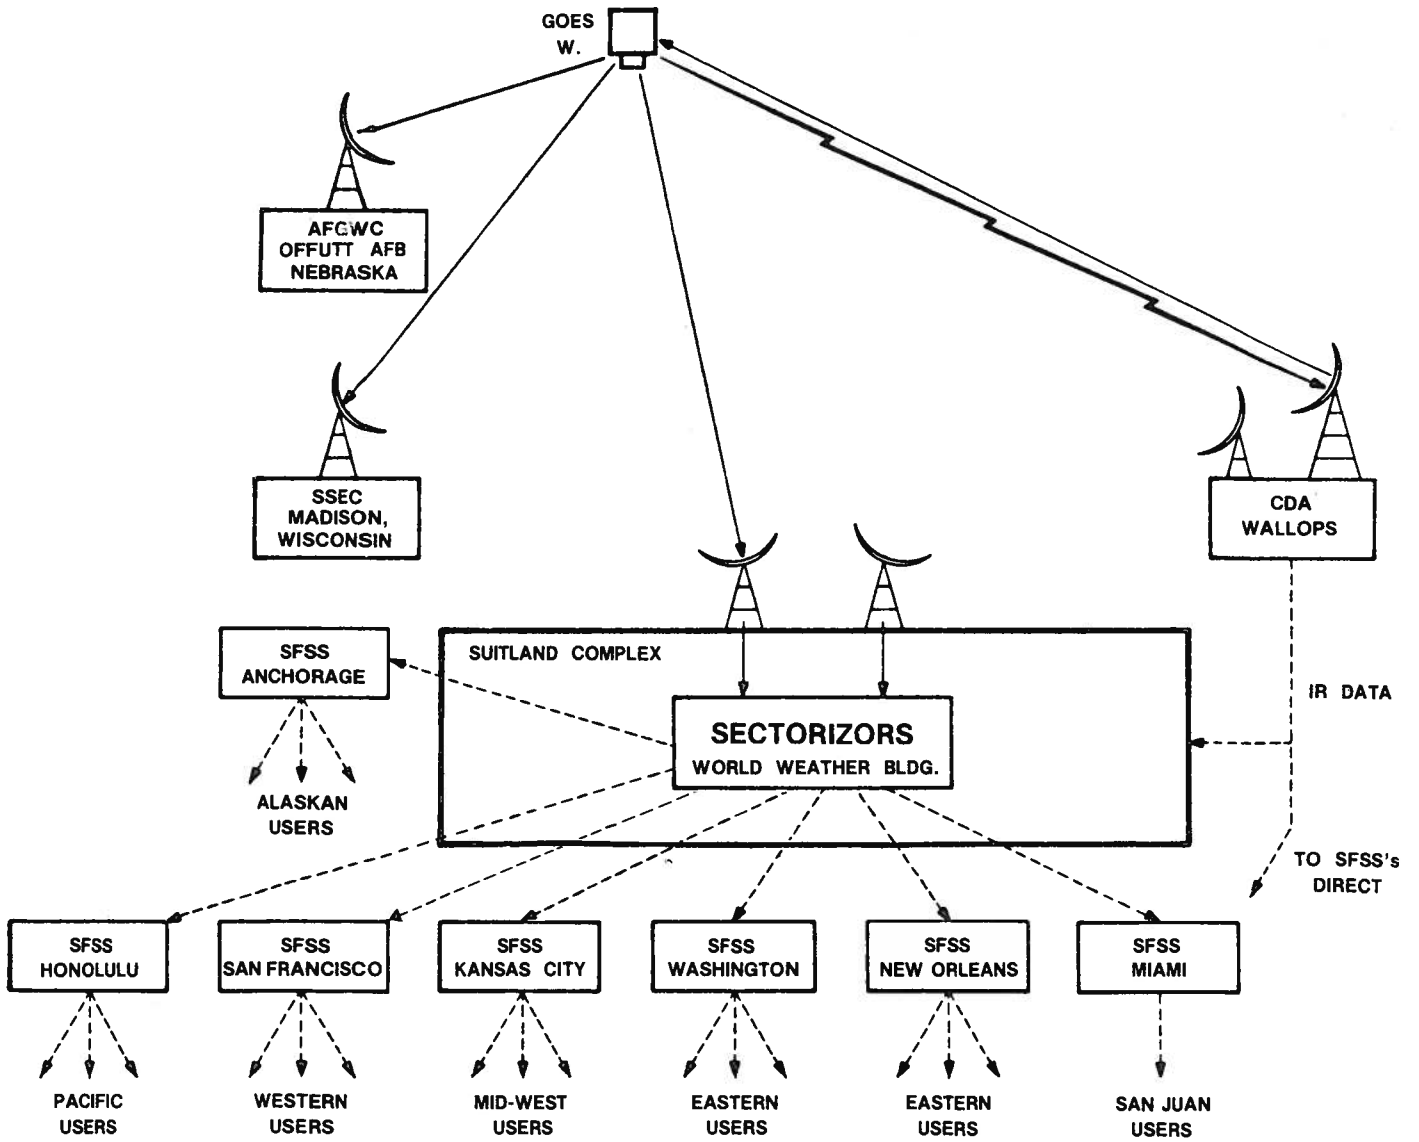 GOES
W.
AFGWC
OFFUTT AFB
NEBRASKA
SSEC
MADISON,
WISCONSIN
CDA
WALLOPS
SFSS
ANCHORAGE
ALASKAN
USERS
SUITLAND COMPLEX
SECTORIZORS
WORLD WEATHER BLDG.
IR DATA
TO SFSS's
DIRECT
SFSS
HONOLULU
SFSS
SAN FRANCISCO
SFSS
KANSAS CITY
SFSS
WASHINGTON
SFSS
NEW ORLEANS
SFSS
MIAMI
PACIFIC
USERS
WESTERN
USERS
MID-WEST
USERS
EASTERN
USERS
EASTERN
USERS
SAN JUAN
USERS